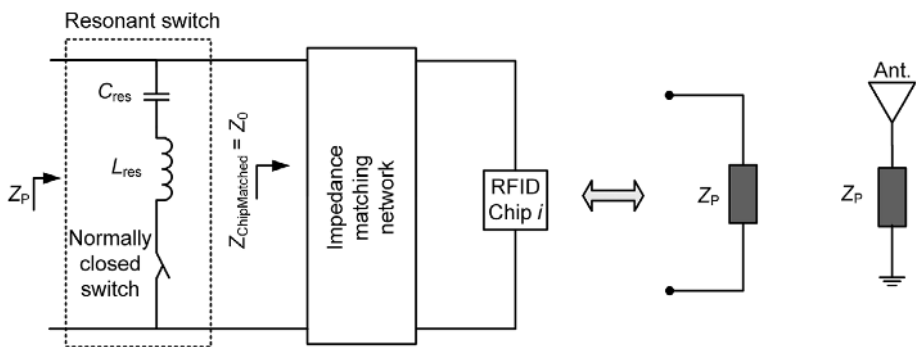 Resonant switch
C_res
L_res
Z_P
Normally
closed
switch
Z_ChipMatched = Z_0
Impedance
matching
network
RFID
Chip i
Z_P
Ant.
Z_P